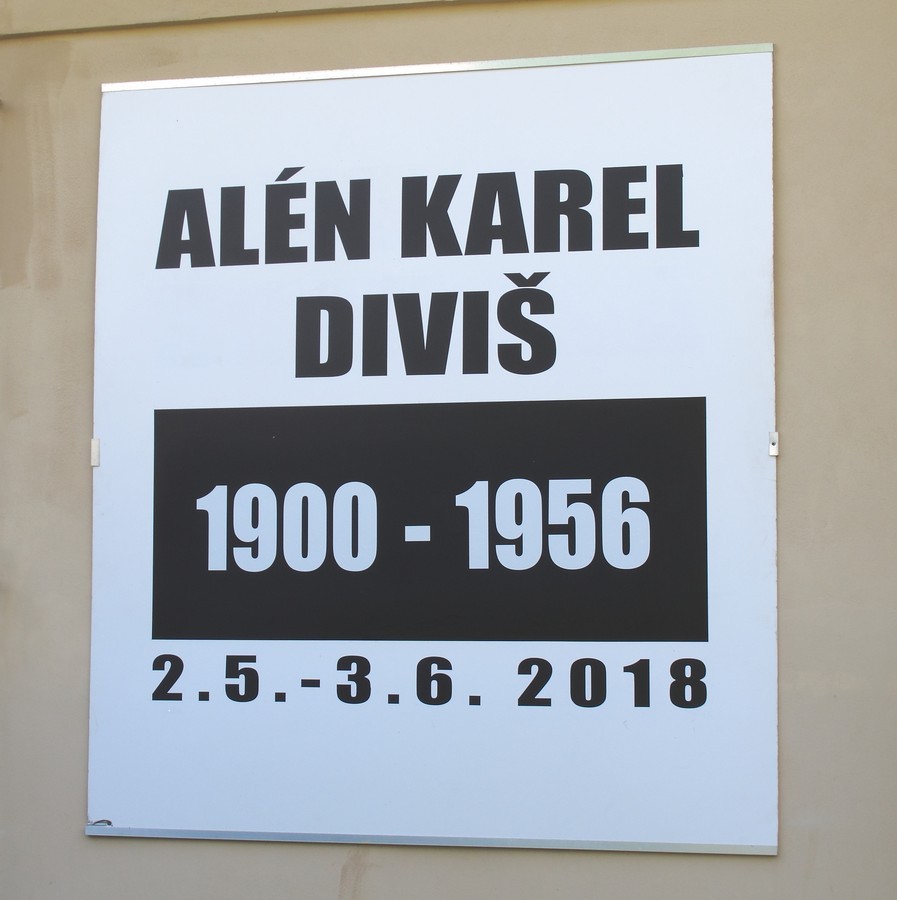 ALÉN KAREL
DIVIŠ
1900 - 1956
2.5.-3.6. 2018